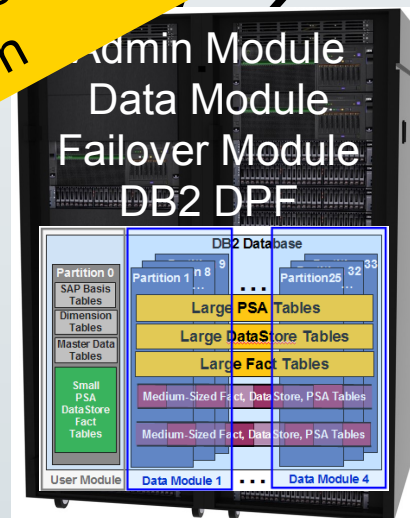 n
Admin Module
Data Module
Failover Module
DB2 DPF
DB2 Database
Partition 0
SAP Basis
Tables
Dimension
Tables
Master Data
Tables
Small
PSA
DataStore
Fact
Tables
User Module
Partition 1
8
9
...
Partition25
32
33
Large PSA Tables
Large DataStore Tables
Large Fact Tables
Medium-Sized Fact, DataStore, PSA Tables
Medium-Sized Fact, DataStore, PSA Tables
Data Module 1
...
Data Module 4